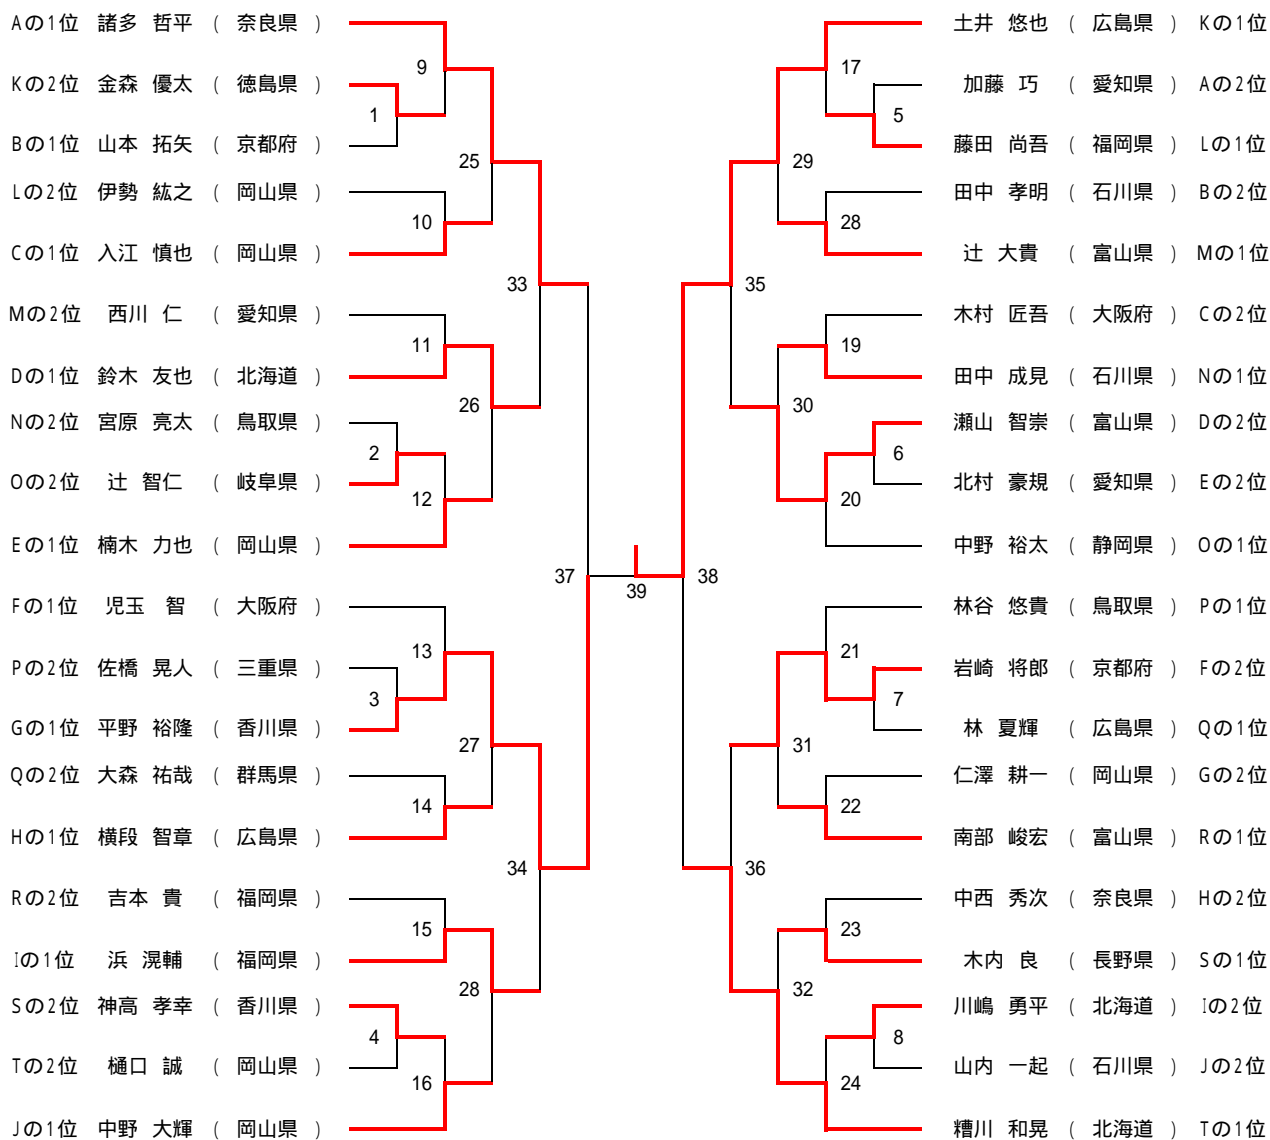 Aの1位 諸多 哲平 ( 奈良県 )
Kの2位 金森 優太 ( 徳島県 )
Bの1位 山本 拓矢 ( 京都府 )
Lの2位 伊勢 紘之 ( 岡山県 )
Cの1位 入江 慎也 ( 岡山県 )
Mの2位 西川 仁 ( 愛知県 )
Dの1位 鈴木 友也 ( 北海道 )
Nの2位 宮原 亮太 ( 鳥取県 )
Oの2位 辻 智仁 ( 岐阜県 )
Eの1位 楠木 力也 ( 岡山県 )
Fの1位 児玉 智 ( 大阪府 )
Pの2位 佐橋 晃人 ( 三重県 )
Gの1位 平野 裕隆 ( 香川県 )
Qの2位 大森 祐哉 ( 群馬県 )
Hの1位 横段 智章 ( 広島県 )
Rの2位 吉本 貴 ( 福岡県 )
Iの1位 浜 滉輔 ( 福岡県 )
Sの2位 神高 孝幸 ( 香川県 )
Tの2位 樋口 誠 ( 岡山県 )
Jの1位 中野 大輝 ( 岡山県 )
1
2
3
4
9
10
11
12
13
14
15
16
25
26
27
28
33
34
37
39
38
35
36
29
30
31
32
17
28
19
20
21
22
23
24
5
6
7
8
土井 悠也 ( 広島県 ) Kの1位
加藤 巧 ( 愛知県 ) Aの2位
藤田 尚吾 ( 福岡県 ) Lの1位
田中 孝明 ( 石川県 ) Bの2位
辻 大貴 ( 富山県 ) Mの1位
木村 匠吾 ( 大阪府 ) Cの2位
田中 成見 ( 石川県 ) Nの1位
瀬山 智崇 ( 富山県 ) Dの2位
北村 豪規 ( 愛知県 ) Eの2位
中野 裕太 ( 静岡県 ) Oの1位
林谷 悠貴 ( 鳥取県 ) Pの1位
岩崎 将郎 ( 京都府 ) Fの2位
林 夏輝 ( 広島県 ) Qの1位
仁澤 耕一 ( 岡山県 ) Gの2位
南部 峻宏 ( 富山県 ) Rの1位
中西 秀次 ( 奈良県 ) Hの2位
木内 良 ( 長野県 ) Sの1位
川嶋 勇平 ( 北海道 ) Iの2位
山内 一起 ( 石川県 ) Jの2位
糟川 和晃 ( 北海道 ) Tの1位